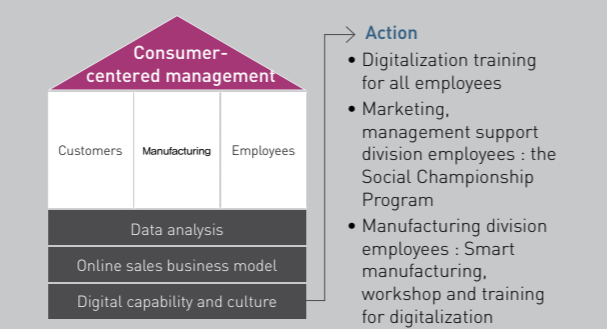 Consumer-
centered management
Customers
Manufacturing
Employees
Data analysis
Online sales business model
Digital capability and culture
Action
• Digitalization training
for all employees
• Marketing,
management support
division employees : the
Social Championship
Program
• Manufacturing division
employees : Smart
manufacturing,
workshop and training
for digitalization